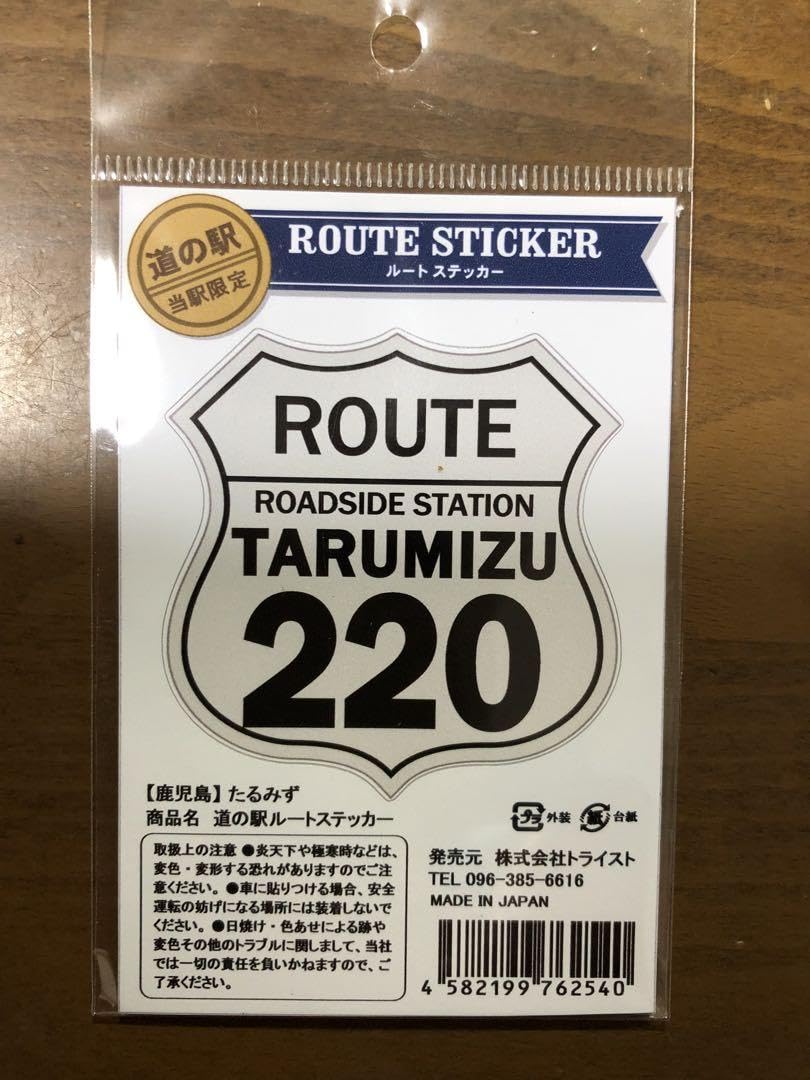 道の駅
当駅限定
ROUTE STICKER
ルート ステッカー
ROUTE
ROADSIDE STATION
TARUMIZU
220
【鹿児島】たるみず
商品名 道の駅ルートステッカー
プラ 外装 紙 台紙
取扱上の注意 ●炎天下や極寒時などは、
変色・変形する恐れがありますのでご注
意ください。●車に貼りつける場合、安全
運転の妨げになる場所には装着しないで
ください。●日焼け・色あせによる跡や
変色その他のトラブルに関しまして、当社
では一切の責任を負いかねますので、ご
了承ください。
発売元 株式会社トライスト
TEL 096-385-6616
MADE IN JAPAN
4 582199 762540